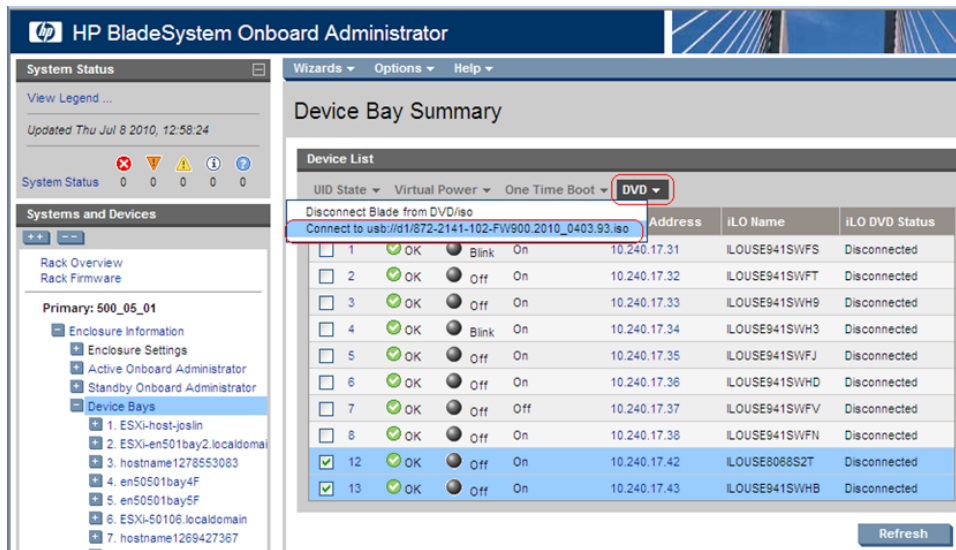 hp HP BladeSystem Onboard Administrator
System Status
Wizards Options Help
View Legend ...
Updated Thu Jul 8 2010, 12:58:24
System Status 0 0 0 0 0
Systems and Devices
Rack Overview
Rack Firmware
Primary: 500_05_01
Enclosure Information
Enclosure Settings
Active Onboard Administrator
Standby Onboard Administrator
Device Bays
1. ESXi-host-joslin
2. ESXi-en501bay2.localdomai
3. hostname1278553083
4. en50501bay4F
5. en50501bay5F
6. ESXi-50106.localdomain
7. hostname1269427367
Device Bay Summary
Device List
UID State Virtual Power One Time Boot DVD
Disconnect Blade from DVD/iso
Connect to usb://d1/872-2141-102-FW900.2010_0403.93.iso
Address iLO Name iLO DVD Status
1 OK Blink On 10.240.17.31 ILOUSE941SWFS Disconnected
2 OK Off On 10.240.17.32 ILOUSE941SWFT Disconnected
3 OK Off On 10.240.17.33 ILOUSE941SWH9 Disconnected
4 OK Blink On 10.240.17.34 ILOUSE941SWH3 Disconnected
5 OK Off On 10.240.17.35 ILOUSE941SWFJ Disconnected
6 OK Off On 10.240.17.36 ILOUSE941SWHD Disconnected
7 OK Off Off 10.240.17.37 ILOUSE941SWFV Disconnected
8 OK Off On 10.240.17.38 ILOUSE941SWFN Disconnected
12 OK Off On 10.240.17.42 ILOUSE8068S2T Disconnected
13 OK Off On 10.240.17.43 ILOUSE941SWHB Disconnected
Refresh